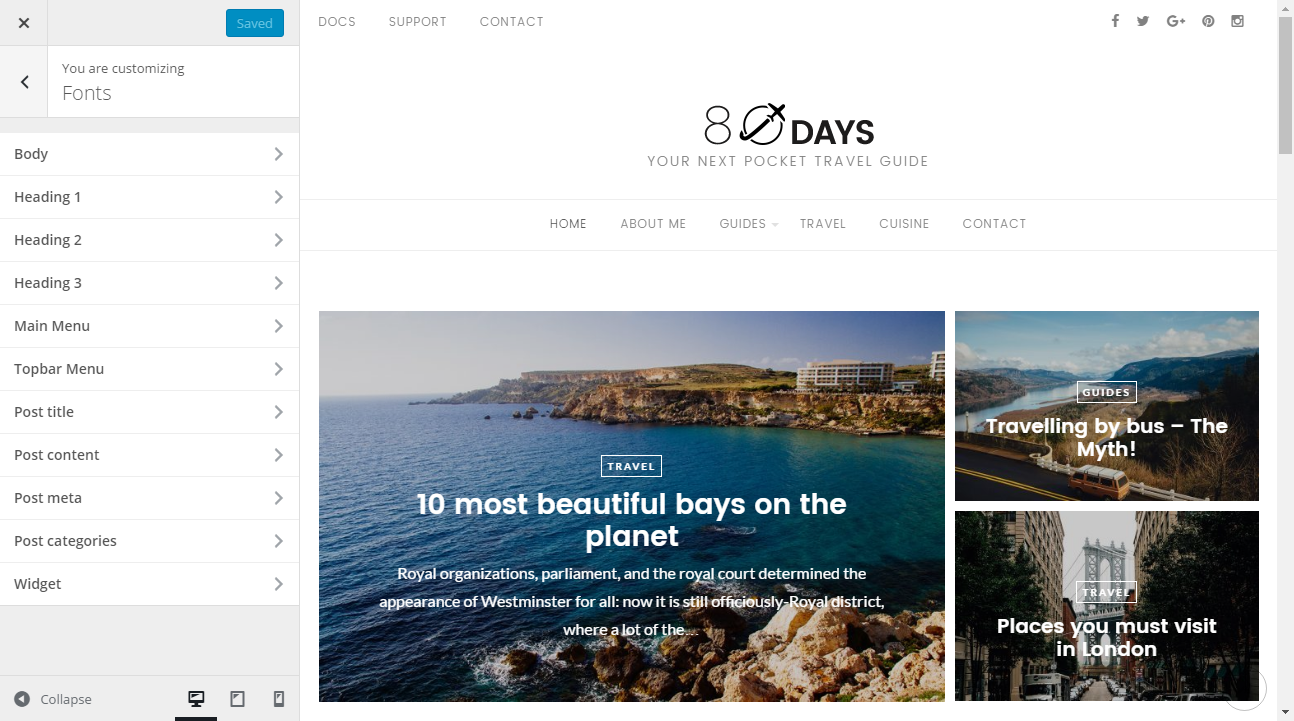 Saved
You are customizing
Fonts
Body
Heading 1
Heading 2
Heading 3
Main Menu
Topbar Menu
Post title
Post content
Post meta
Post categories
Widget
Collapse
DOCS SUPPORT CONTACT
80 DAYS
YOUR NEXT POCKET TRAVEL GUIDE
HOME ABOUT ME GUIDES TRAVEL CUISINE CONTACT
TRAVEL
10 most beautiful bays on the
planet
Royal organizations, parliament, and the royal court determined the
appearance of Westminster for all: now it is still officiously-Royal district,
where a lot of the...
GUIDES
Travelling by bus – The
Myth!
TRAVEL
Places you must visit
in London